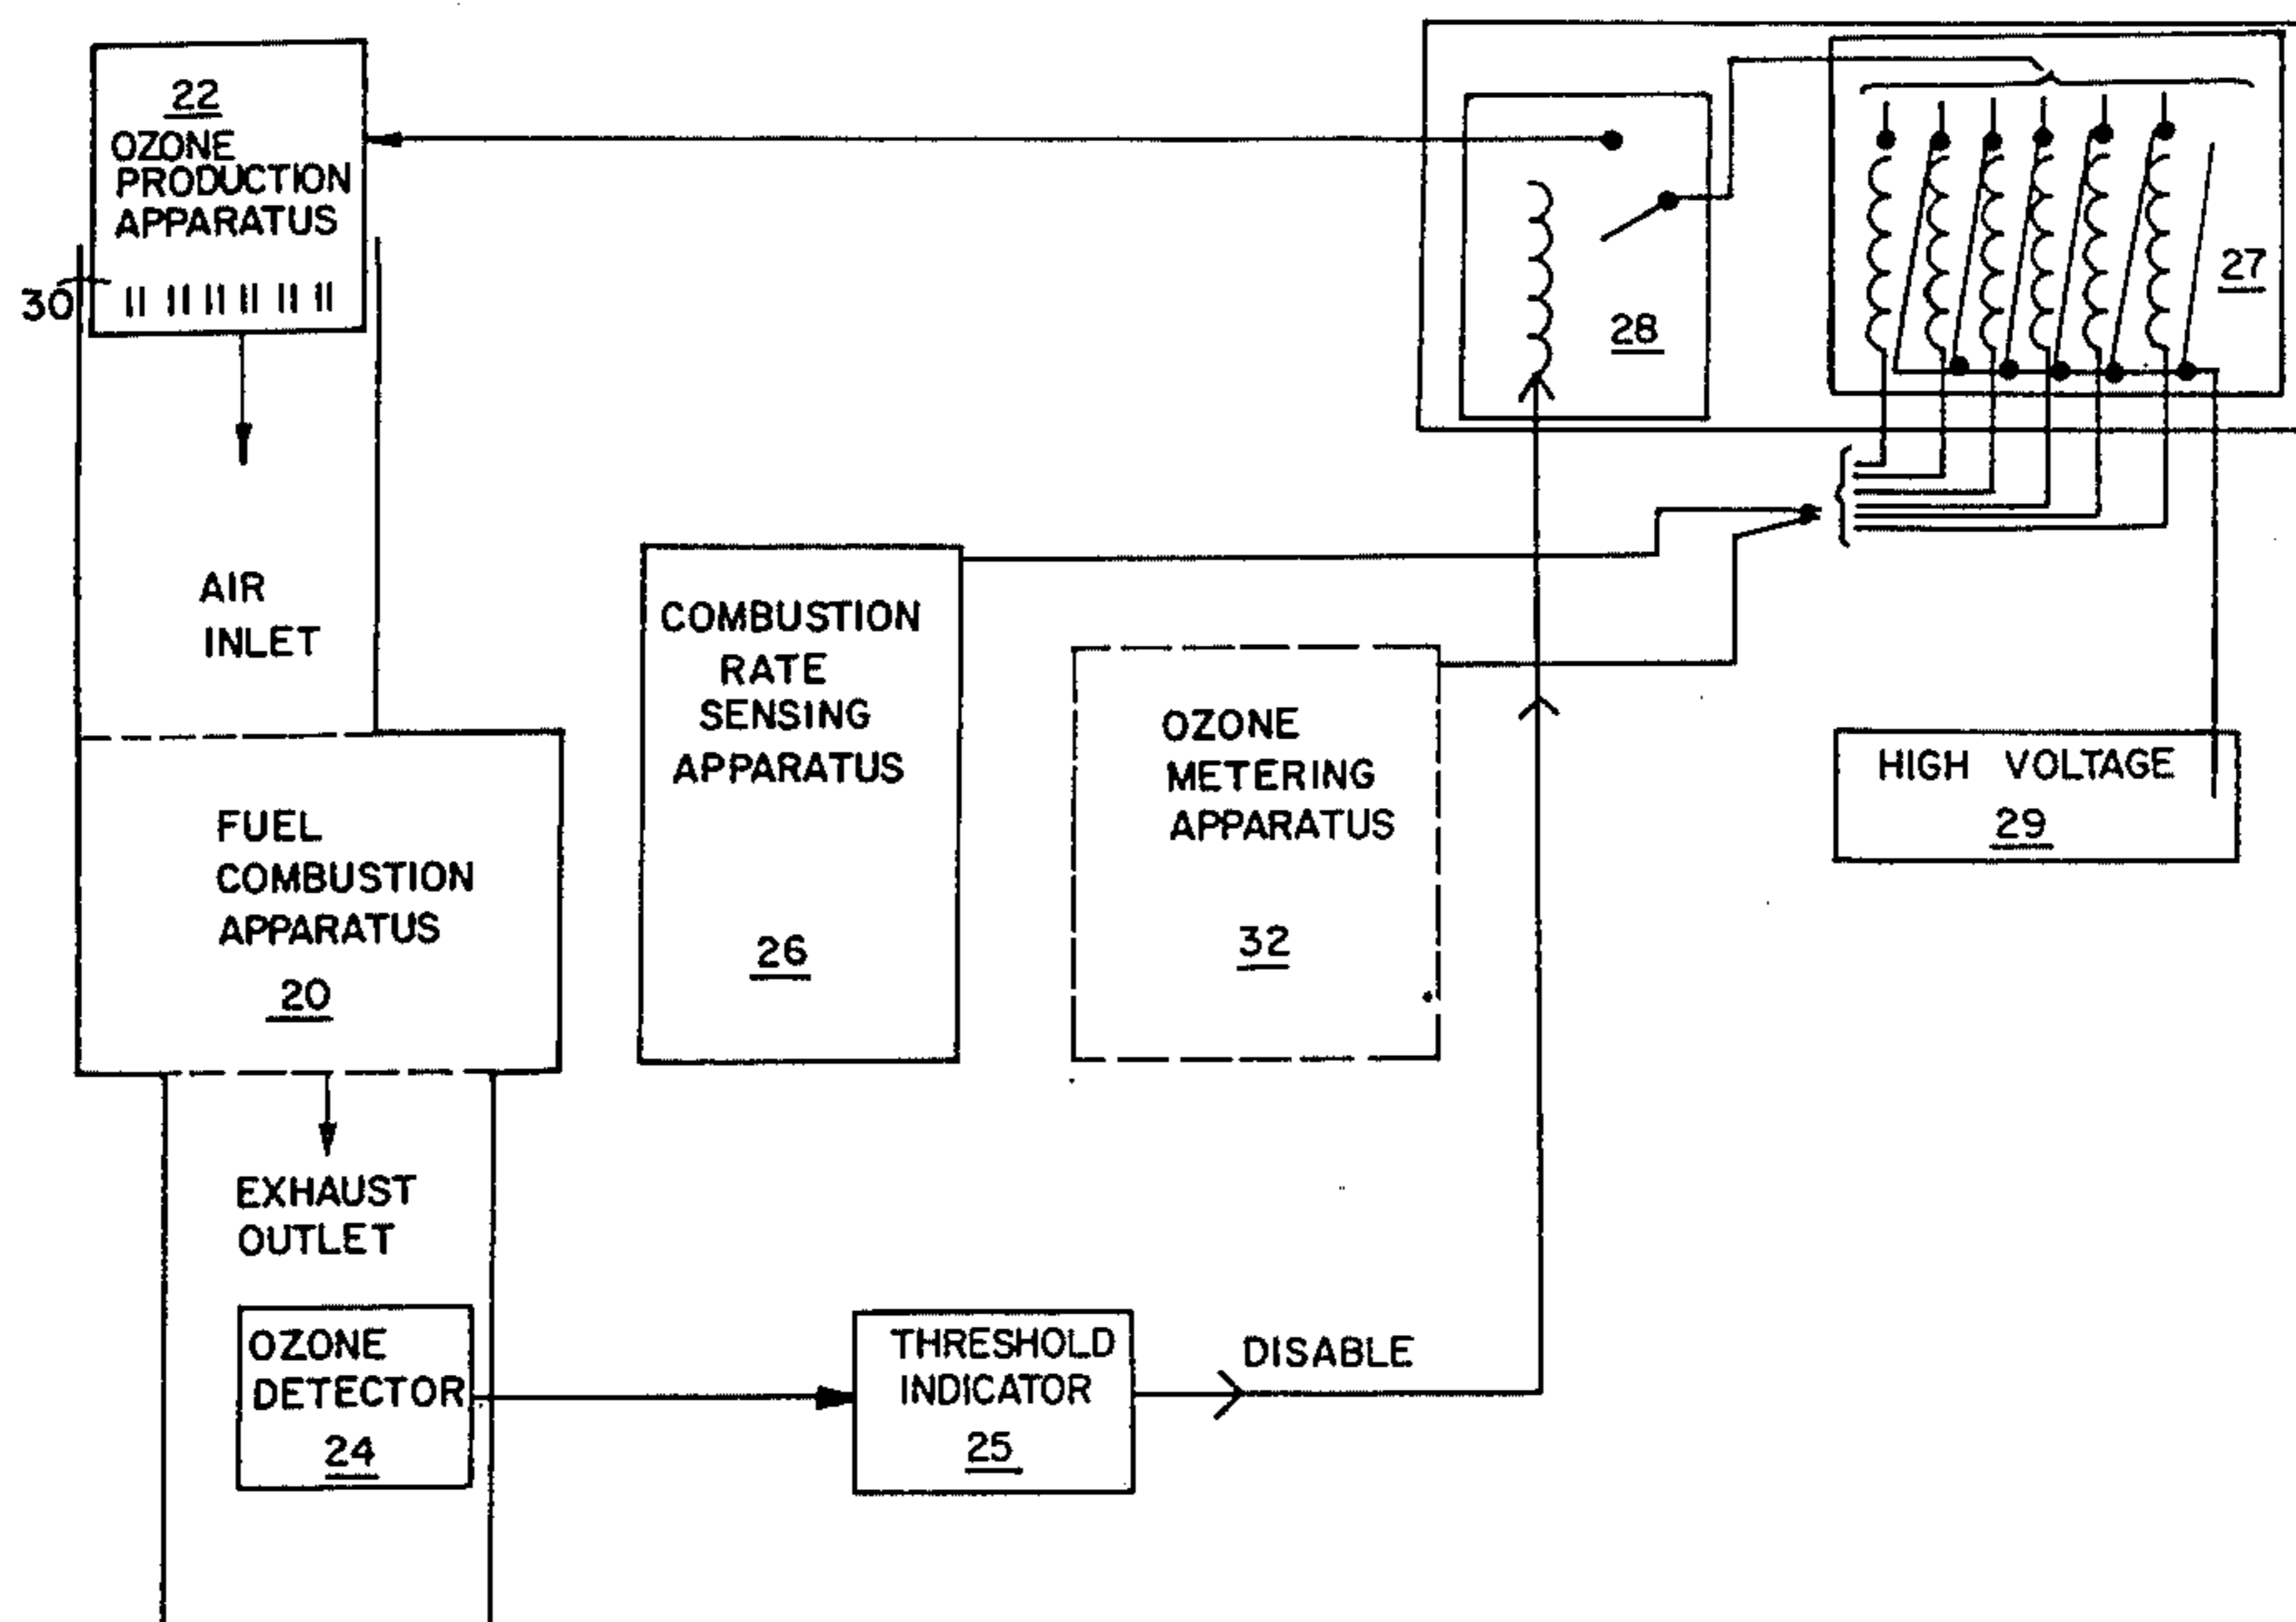 22
OZONE
PRODUCTION
APPARATUS
30
28
27
AIR
INLET
COMBUSTION
RATE
SENSING
APPARATUS
26
OZONE
METERING
APPARATUS
32
HIGH VOLTAGE
29
FUEL
COMBUSTION
APPARATUS
20
EXHAUST
OUTLET
OZONE
DETECTOR
24
THRESHOLD
INDICATOR
25
DISABLE